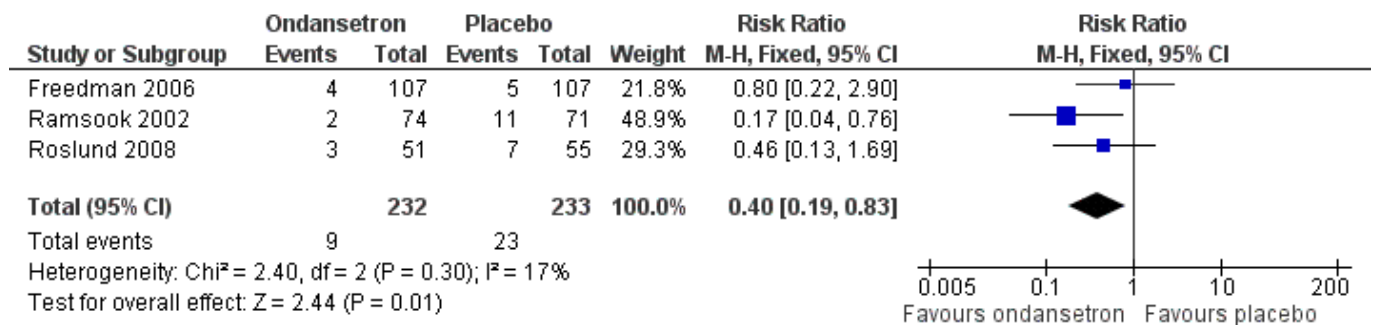 Ondansetron Placebo Risk Ratio Risk Ratio
Study or Subgroup Events Total Events Total Weight M-H, Fixed, 95% CI M-H, Fixed, 95% CI
Freedman 2006 4 107 5 107 21.8% 0.80 [0.22, 2.90]
Ramsook 2002 2 74 11 71 48.9% 0.17 [0.04, 0.76]
Roslund 2008 3 51 7 55 29.3% 0.46 [0.13, 1.69]
Total (95% CI) 232 233 100.0% 0.40 [0.19, 0.83]
Total events 9 23
Heterogeneity: Chi² = 2.40, df = 2 (P = 0.30); I² = 17%
Test for overall effect: Z = 2.44 (P = 0.01)
0.005 0.1 1 10 200
Favours ondansetron Favours placebo